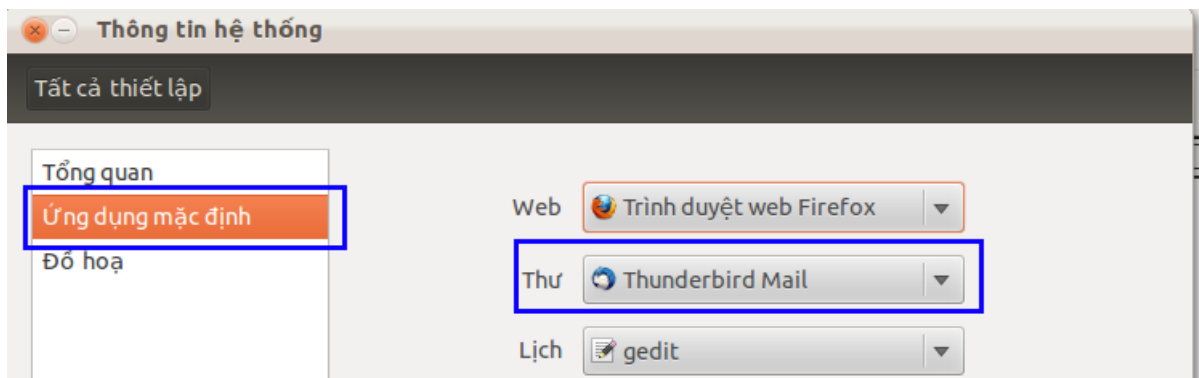 Thông tin hệ thống
Tất cả thiết lập
Tổng quan
Ứng dụng mặc định
Đồ hoạ
Web Trình duyệt web Firefox
Thư Thunderbird Mail
Lịch gedit